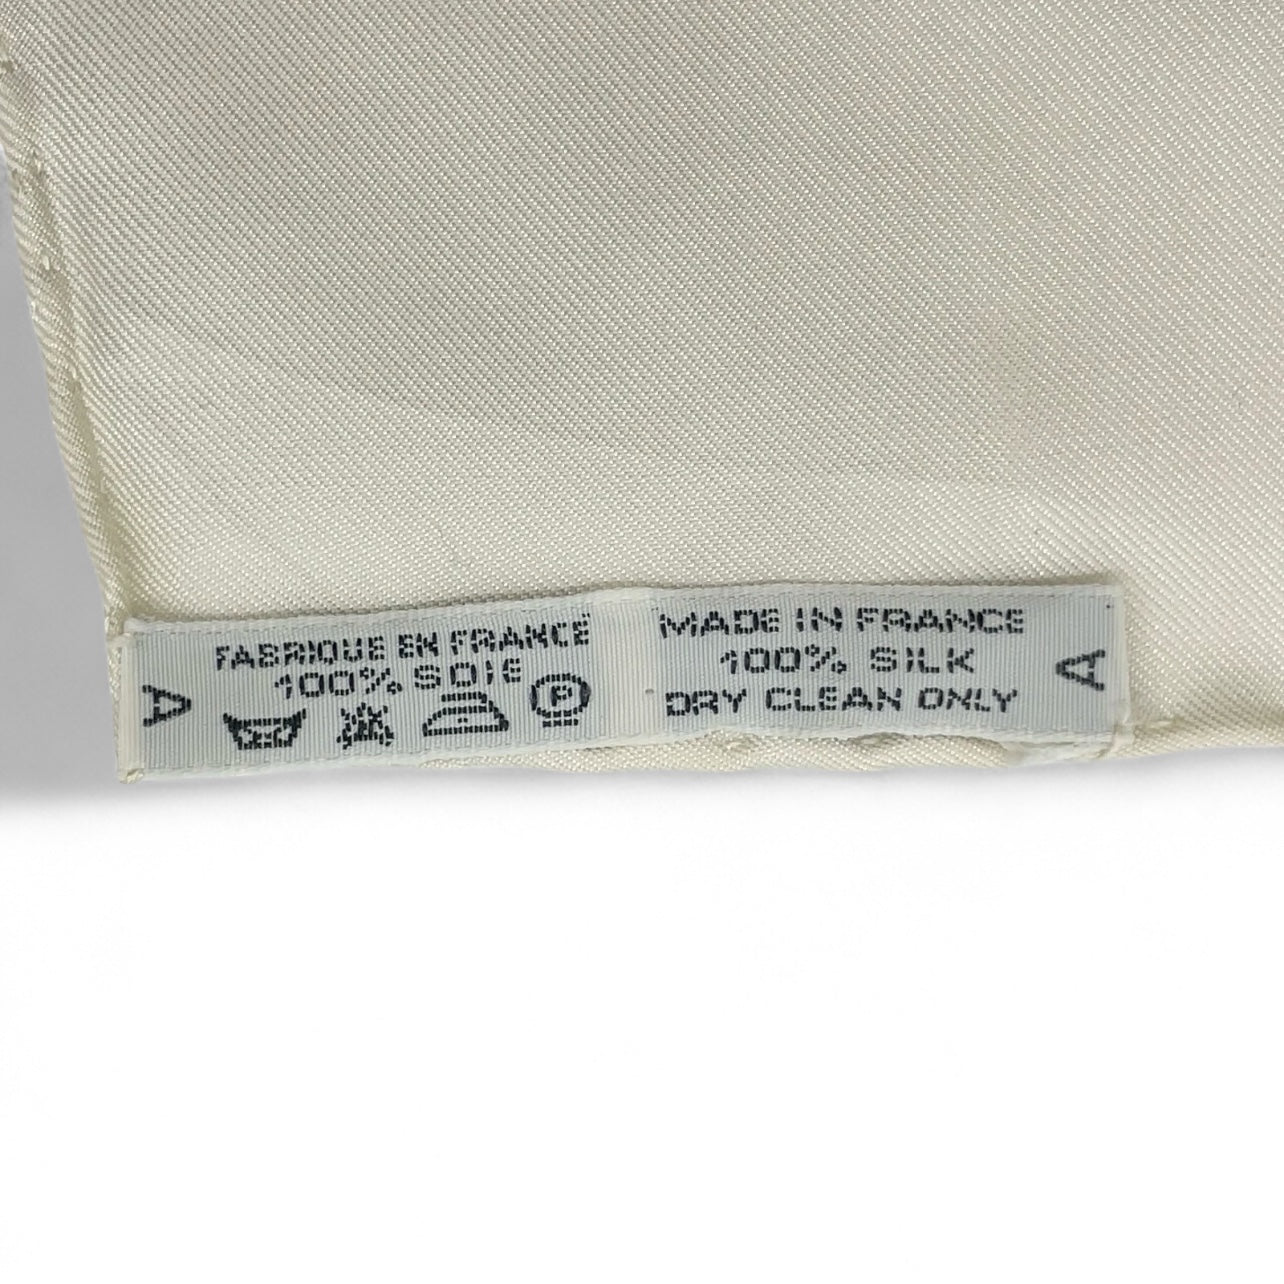 FABRIQUE EN FRANCE
100% SOIE
A
P
MADE IN FRANCE
100% SILK
DRY CLEAN ONLY
A